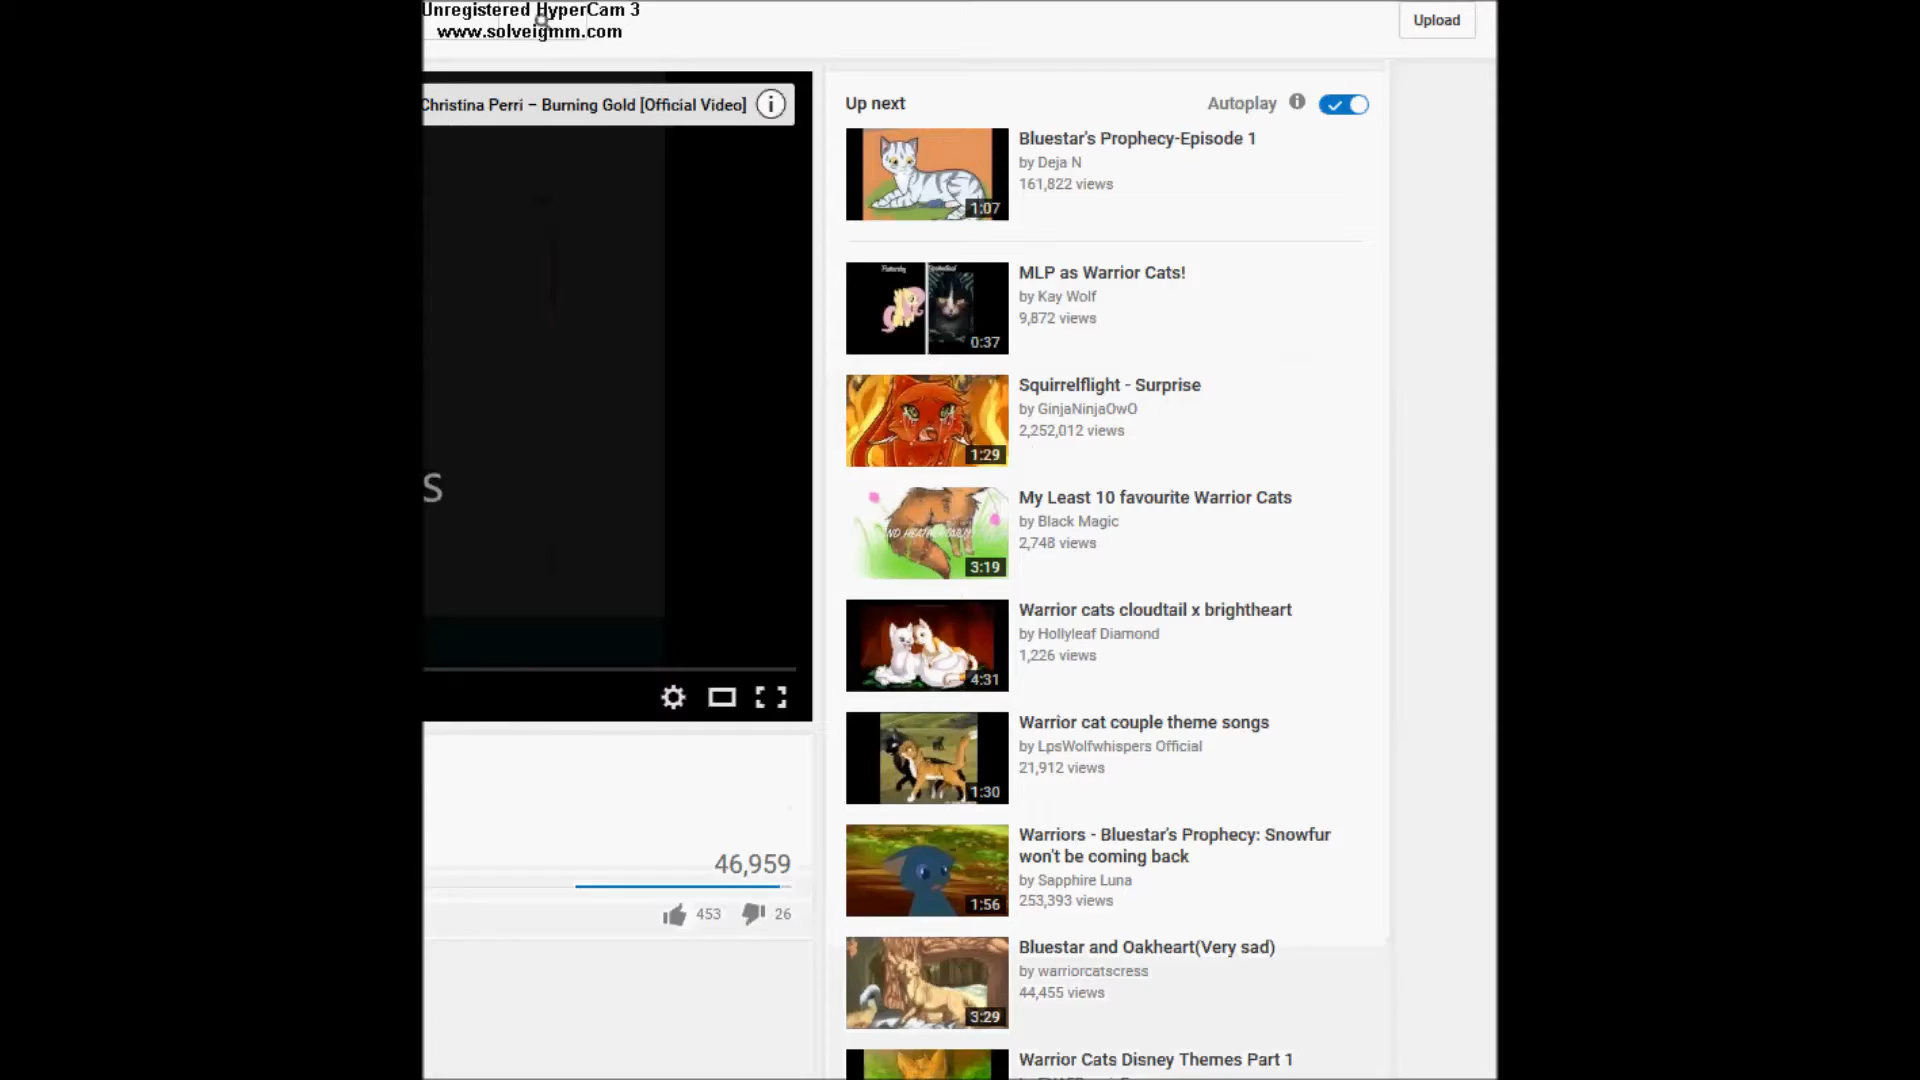 Unregistered HyperCam 3
www.solveigmm.com
Upload
Christina Perri – Burning Gold [Official Video]
S
46,959
453
26
Up next
Autoplay
Bluestar's Prophecy-Episode 1
by Deja N
161,822 views
1:07
MLP as Warrior Cats!
by Kay Wolf
9,872 views
0:37
Squirrelflight - Surprise
by GinjaNinjaOwO
2,252,012 views
1:29
My Least 10 favourite Warrior Cats
by Black Magic
2,748 views
3:19
Warrior cats cloudtail x brightheart
by Hollyleaf Diamond
1,226 views
4:31
Warrior cat couple theme songs
by LpsWolfwhispers Official
21,912 views
1:30
Warriors - Bluestar's Prophecy: Snowfur
won't be coming back
by Sapphire Luna
253,393 views
1:56
Bluestar and Oakheart(Very sad)
by warriorcatscress
44,455 views
3:29
Warrior Cats Disney Themes Part 1